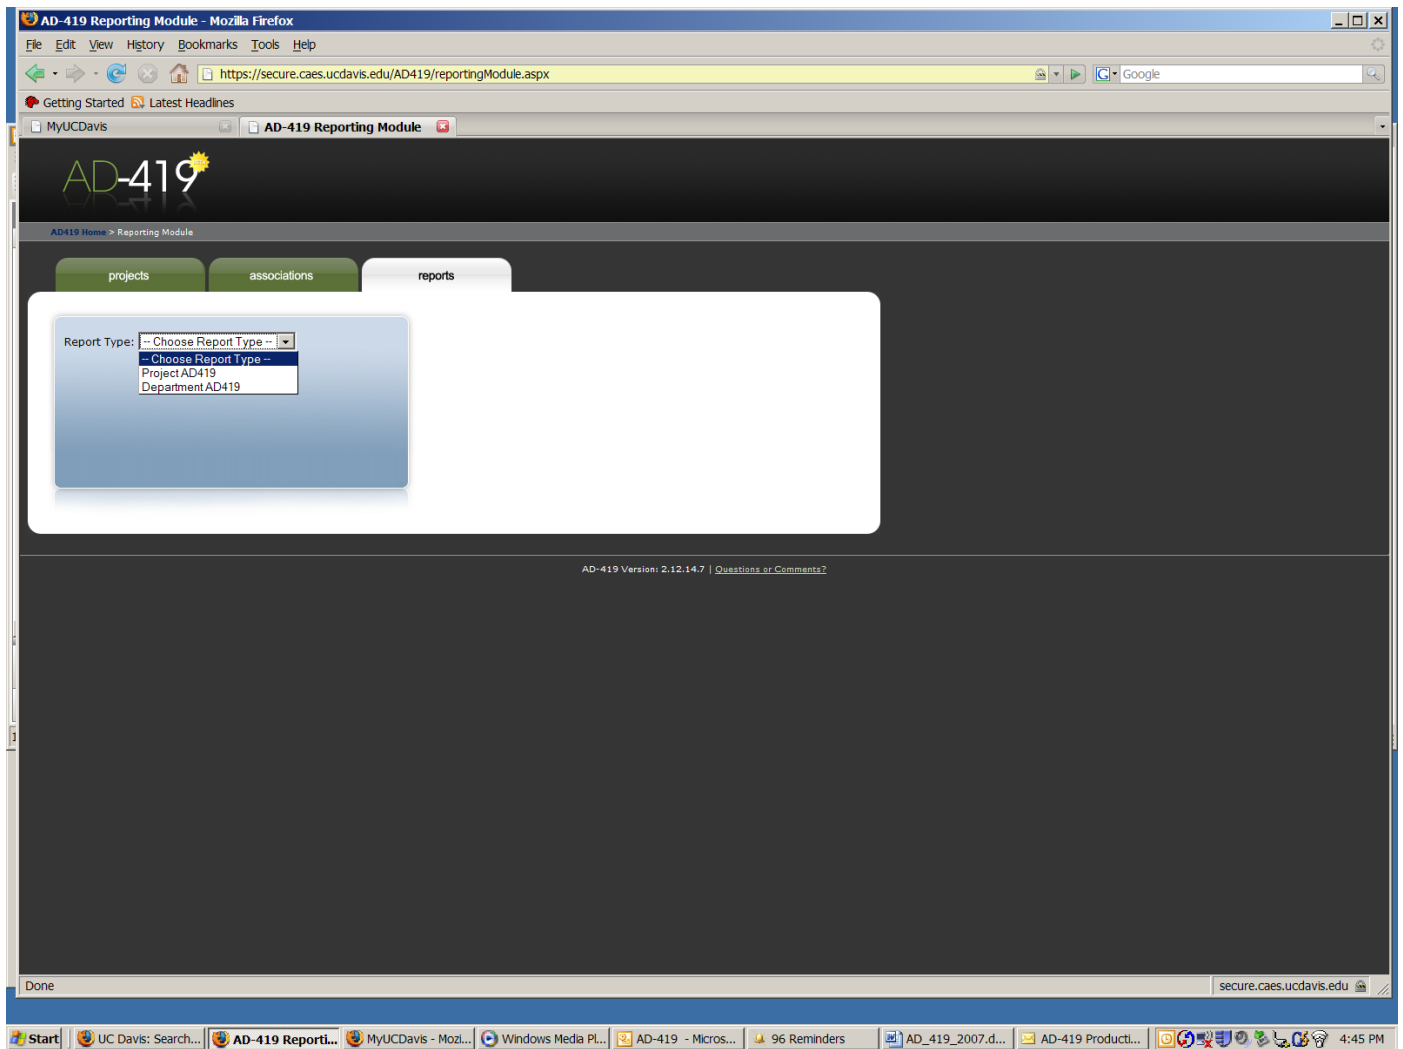 AD-419 Reporting Module - Mozilla Firefox
File Edit View History Bookmarks Tools Help
https://secure.caes.ucdavis.edu/AD419/reportingModule.aspx
G Google
Getting Started Latest Headlines
MyUCDavis AD-419 Reporting Module
AD-419
AD419 Home > Reporting Module
projects associations reports
Report Type: -- Choose Report Type --
-- Choose Report Type --
Project AD419
Department AD419
AD-419 Version: 2.12.14.7 | Questions or Comments?
Done secure.caes.ucdavis.edu
Start UC Davis: Search... AD-419 Reporti... MyUCDavis - Mozi... Windows Media Pl... AD-419 - Micros... 96 Reminders AD_419_2007.d... AD-419 Producti... 4:45 PM